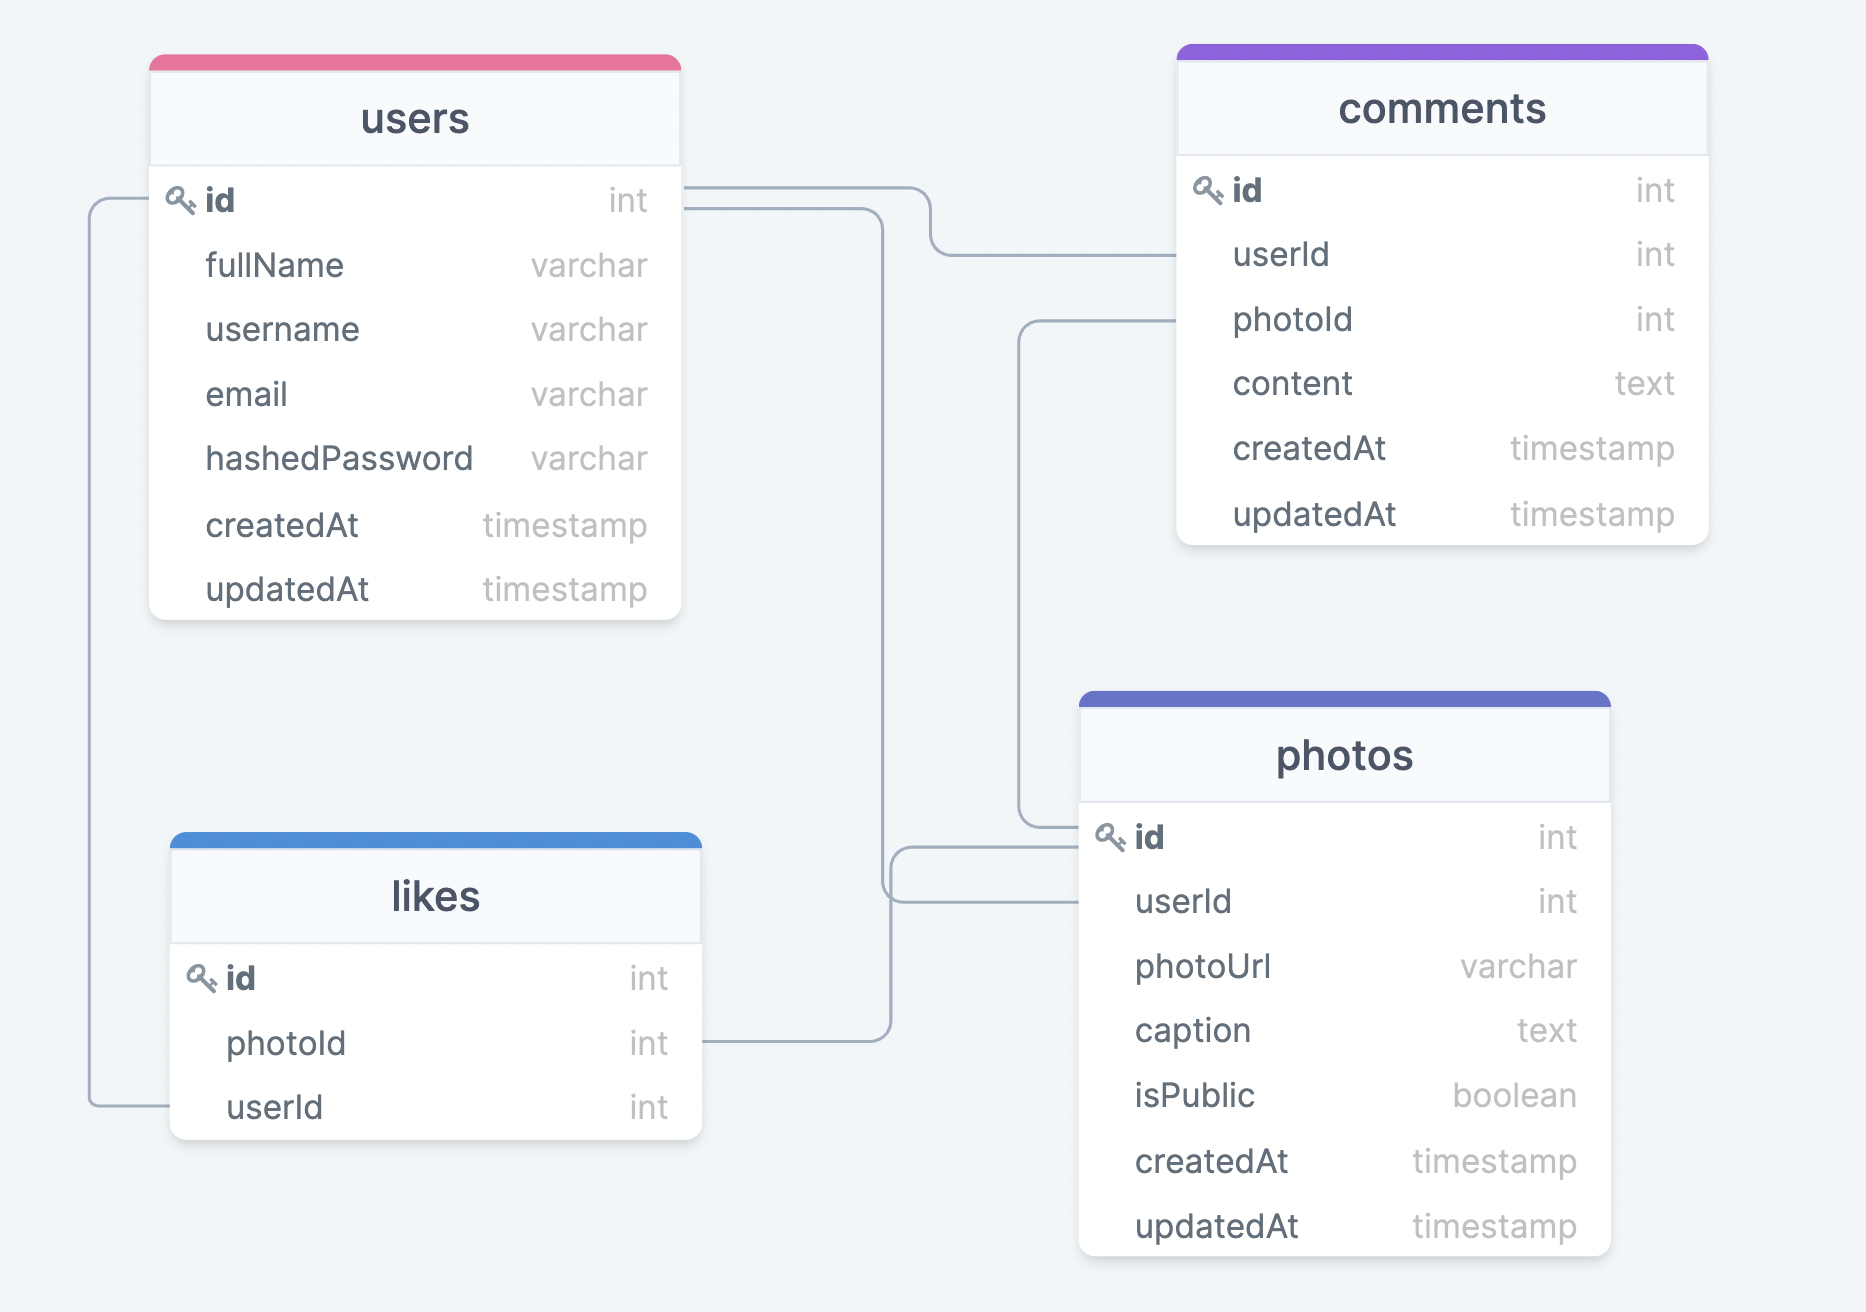 users
id int
fullName varchar
username varchar
email varchar
hashedPassword varchar
createdAt timestamp
updatedAt timestamp
comments
id int
userId int
photoId int
content text
createdAt timestamp
updatedAt timestamp
likes
id int
photoId int
userId int
photos
id int
userId int
photoUrl varchar
caption text
isPublic boolean
createdAt timestamp
updatedAt timestamp